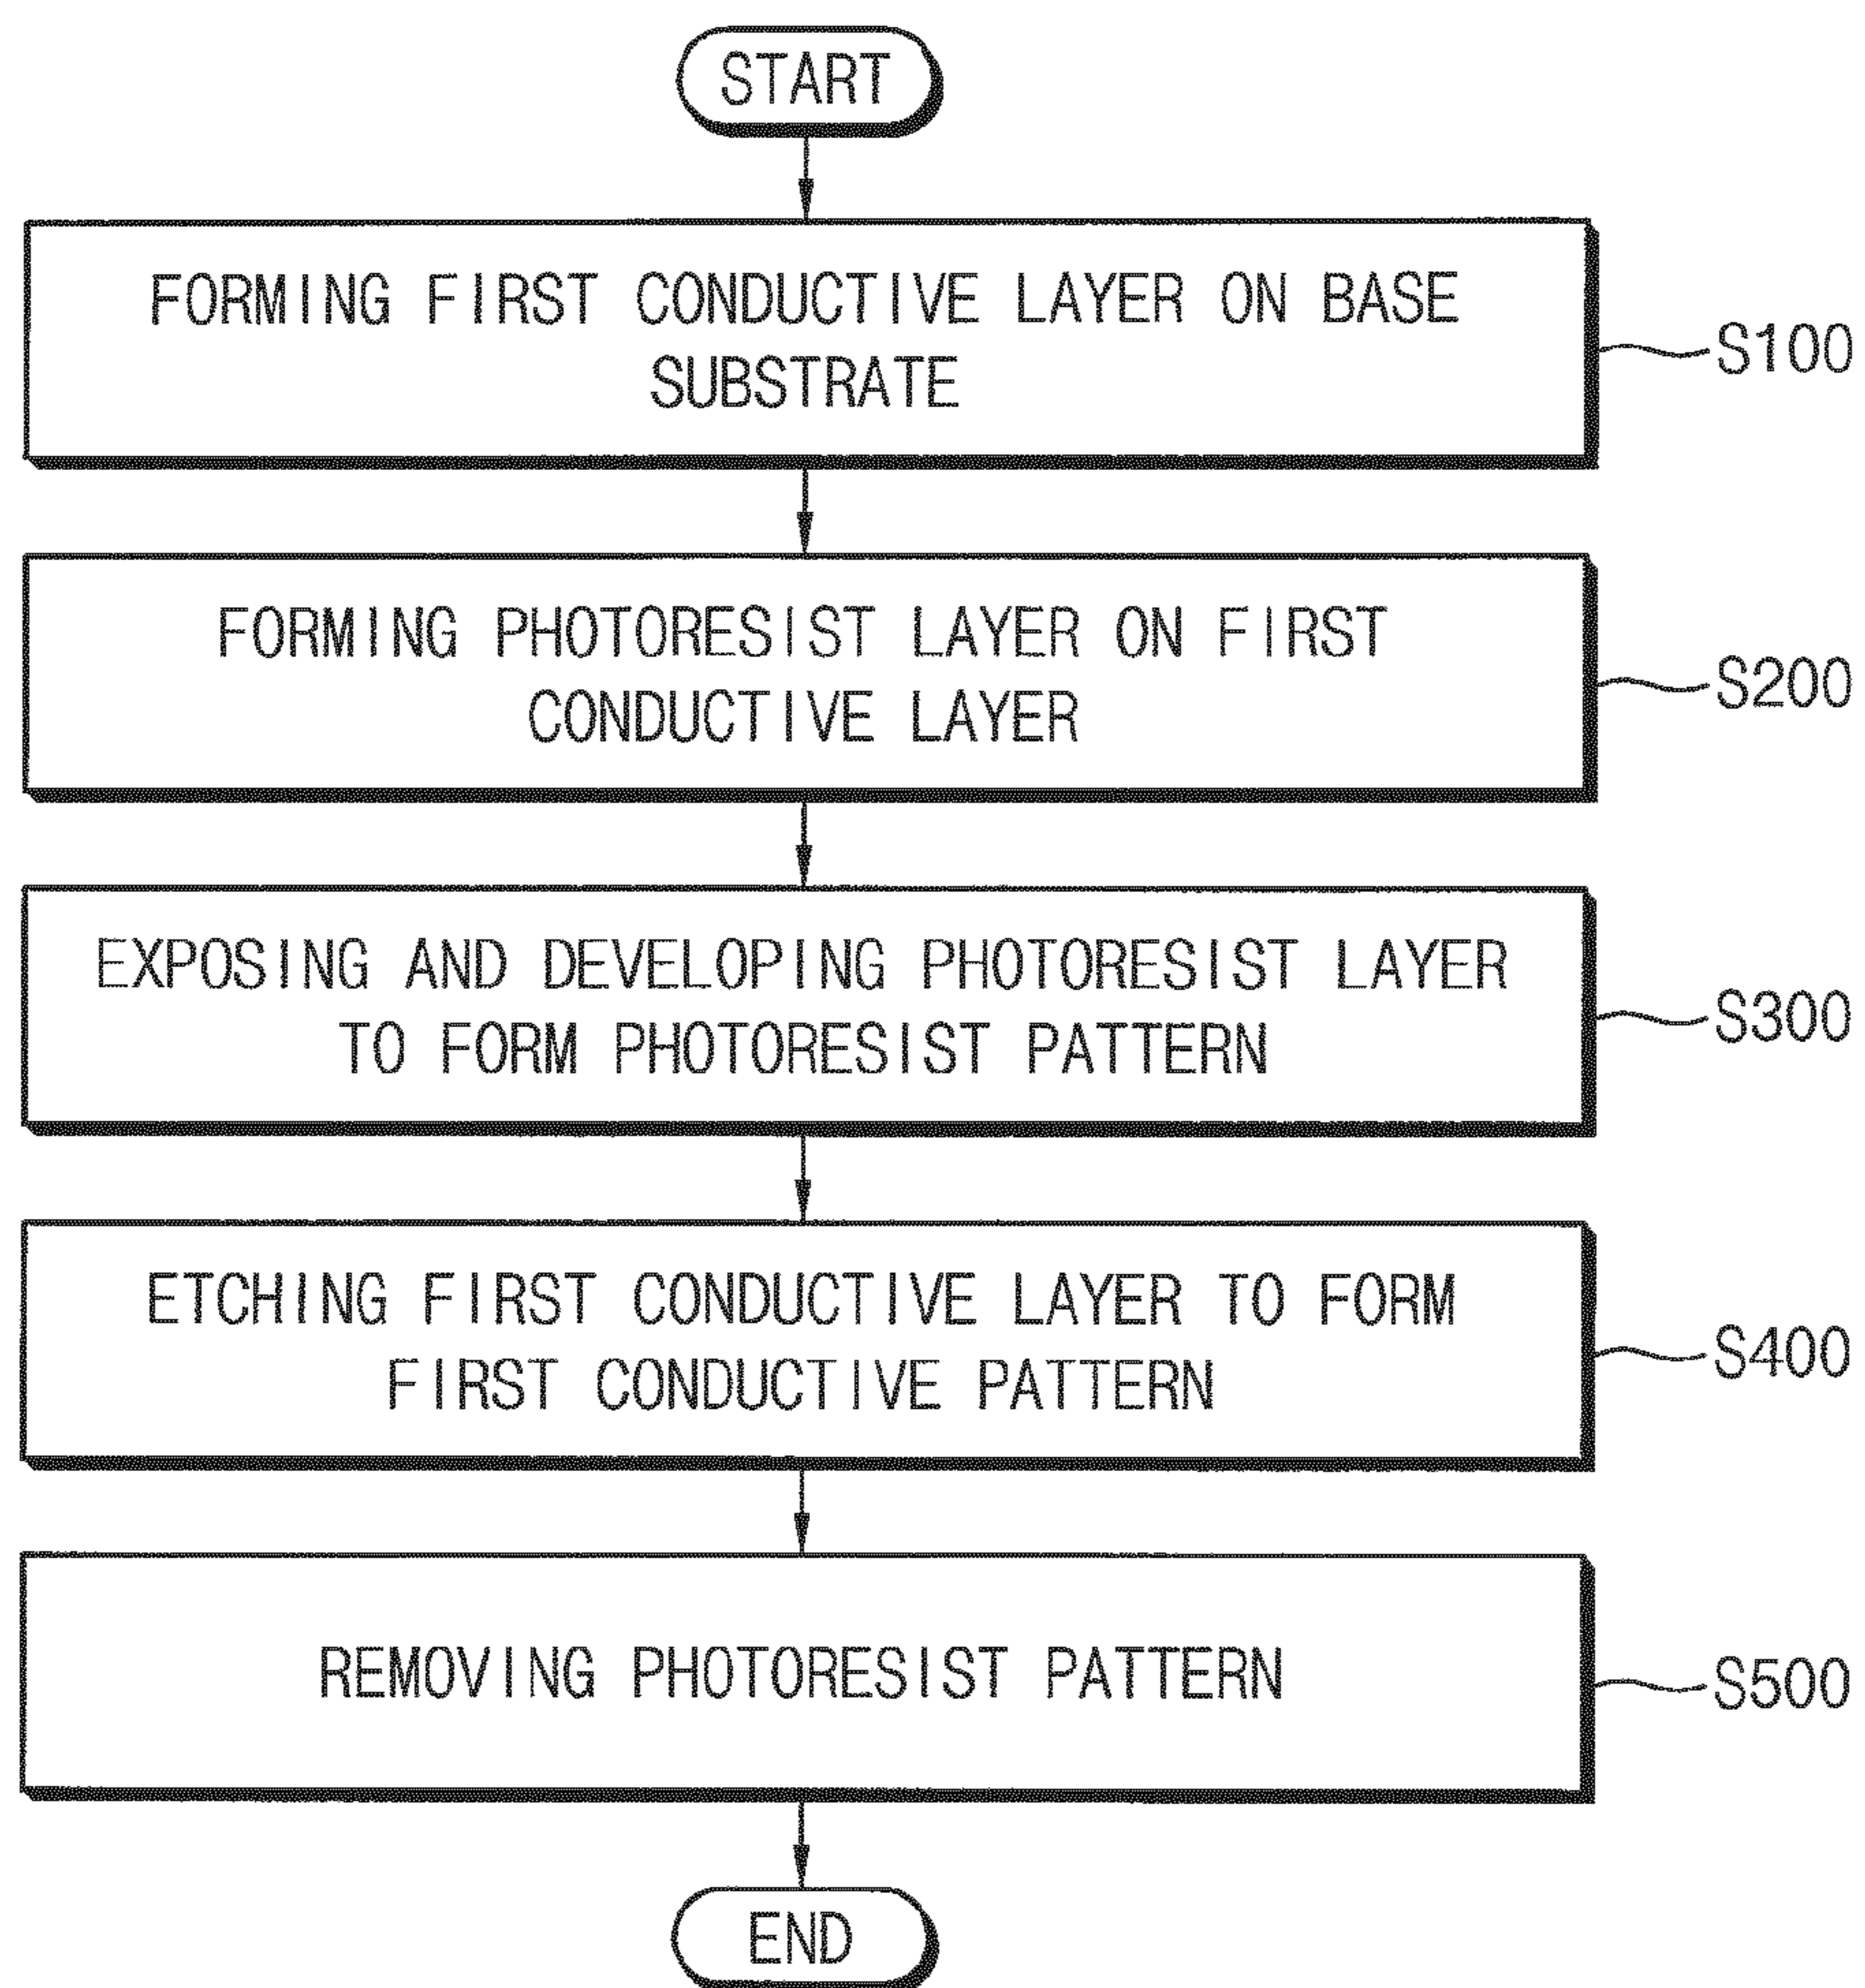 START
FORMING FIRST CONDUCTIVE LAYER ON BASE
SUBSTRATE
S100
FORMING PHOTORESIST LAYER ON FIRST
CONDUCTIVE LAYER
S200
EXPOSING AND DEVELOPING PHOTORESIST LAYER
TO FORM PHOTORESIST PATTERN
S300
ETCHING FIRST CONDUCTIVE LAYER TO FORM
FIRST CONDUCTIVE PATTERN
S400
REMOVING PHOTORESIST PATTERN
S500
END